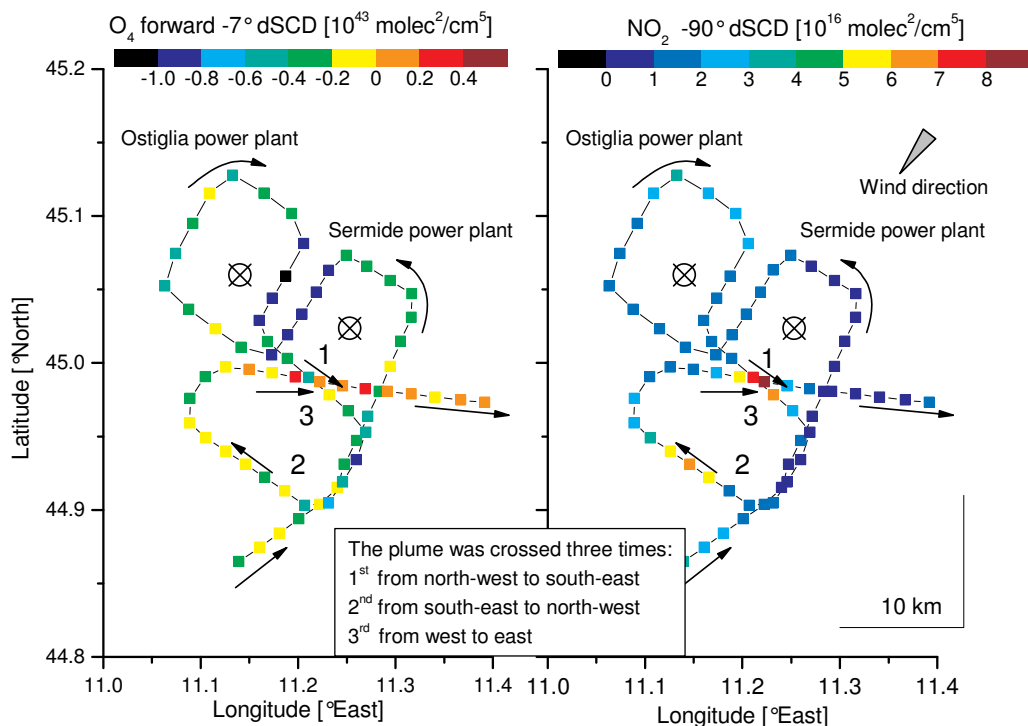 O₄ forward -7° dSCD [10⁴³ molec²/cm⁵]
NO₂ -90° dSCD [10¹⁶ molec²/cm⁵]
-1.0 -0.8 -0.6 -0.4 -0.2 0 0.2 0.4
0 1 2 3 4 5 6 7 8
45.2
45.1
45.0
44.9
44.8
Latitude [°North]
Ostiglia power plant
Sermide power plant
1
3
2
Ostiglia power plant
Wind direction
Sermide power plant
1
3
2
The plume was crossed three times:
1ˢᵗ from north-west to south-east
2ⁿᵈ from south-east to north-west
3ʳᵈ from west to east
10 km
11.0 11.1 11.2 11.3 11.4
Longitude [°East]
11.0 11.1 11.2 11.3 11.4
Longitude [°East]